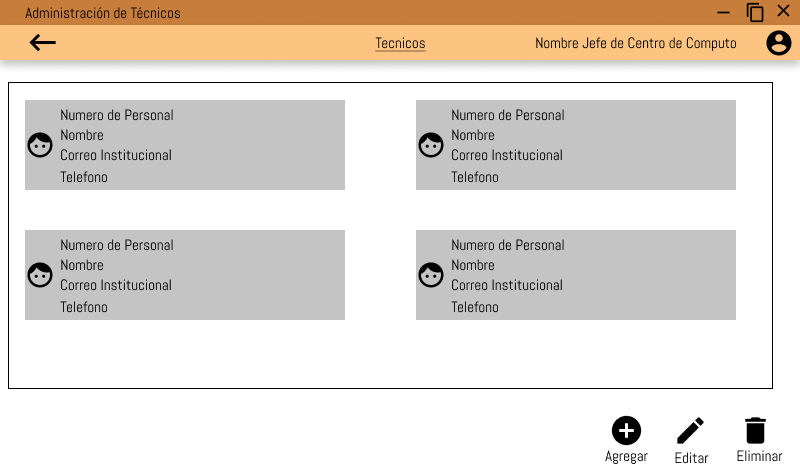 Administración de Técnicos
Tecnicos
Nombre Jefe de Centro de Computo
Numero de Personal
Nombre
Correo Institucional
Telefono
Numero de Personal
Nombre
Correo Institucional
Telefono
Numero de Personal
Nombre
Correo Institucional
Telefono
Numero de Personal
Nombre
Correo Institucional
Telefono
Agregar
Editar
Eliminar